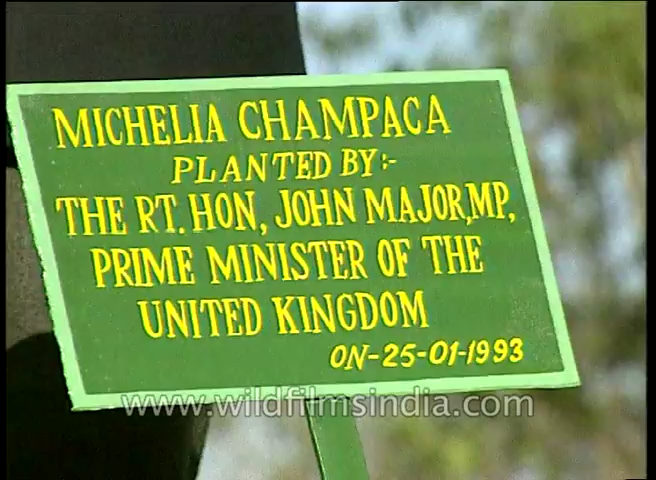 MICHELIA CHAMPACA
PLANTED BY:-
THE RT. HON, JOHN MAJOR,MP,
PRIME MINISTER OF THE
UNITED KINGDOM
ON-25-01-1993
www.wildfilmsindia.com